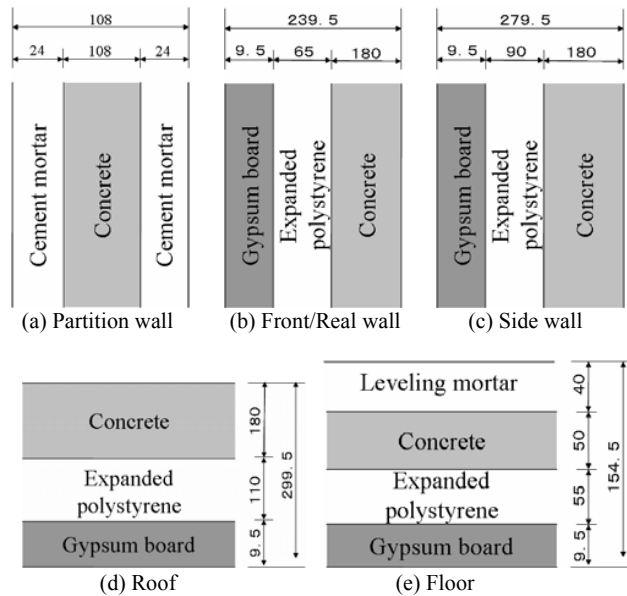 108
24 108 24
Cement mortar
Concrete
Cement mortar
(a) Partition wall
239. 5
9. 5 65 180
Gypsum board
Expanded
polystyrene
Concrete
(b) Front/Real wall
279. 5
9. 5 90 180
Gypsum board
Expanded
polystyrene
Concrete
(c) Side wall
Concrete
Expanded
polystyrene
Gypsum board
180
110
9. 5
299. 5
(d) Roof
Leveling mortar
Concrete
Expanded
polystyrene
Gypsum board
40
50
55
9. 5
154. 5
(e) Floor